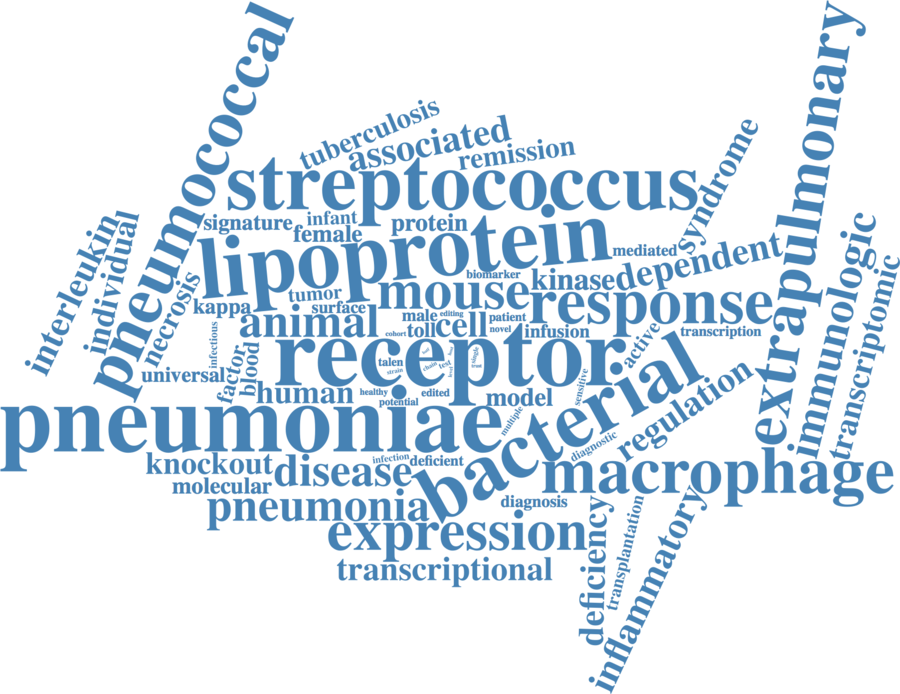 pneumococcal
extrapulmonary
tuberculosis
associated
remission
streptococcus
syndrome
interleukin
individual
signature
infant
female
protein
lipoprotein
mediated
dependent
immunologic
transcriptomic
necrosis
kappa
tumor
surface
biomarker
mouse
kinase
response
animal
male
editing
patient
cohort
toll
cell
novel
infusion
active
transcription
infectious
receptor
universal
factor
blood
talen
strain
chain
test
level
single
true
human
healthy
potential
edited
model
sensitive
bacterial
regulation
pneumoniae
multiple
diagnostic
knockout
disease
infection
deficient
macrophage
molecular
pneumonia
diagnosis
expression
deficiency
transplantation
inflammatory
transcriptional